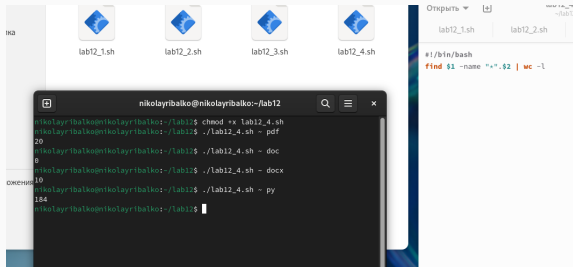 ика
lab12_1.sh
lab12_2.sh
lab12_3.sh
lab12_4.sh
ожения
nikolayribalko@nikolayribalko:~/lab12
nikolayribalko@nikolayribalko:~/lab12$ chmod +x lab12_4.sh
nikolayribalko@nikolayribalko:~/lab12$ ./lab12_4.sh ~ pdf
20
nikolayribalko@nikolayribalko:~/lab12$ ./lab12_4.sh ~ doc
0
nikolayribalko@nikolayribalko:~/lab12$ ./lab12_4.sh ~ docx
10
nikolayribalko@nikolayribalko:~/lab12$ ./lab12_4.sh ~ py
184
nikolayribalko@nikolayribalko:~/lab12$
Открыть
~/lab12
lab12_1.sh
lab12_2.sh
#!/bin/bash
find $1 -name "*".$2 | wc -l